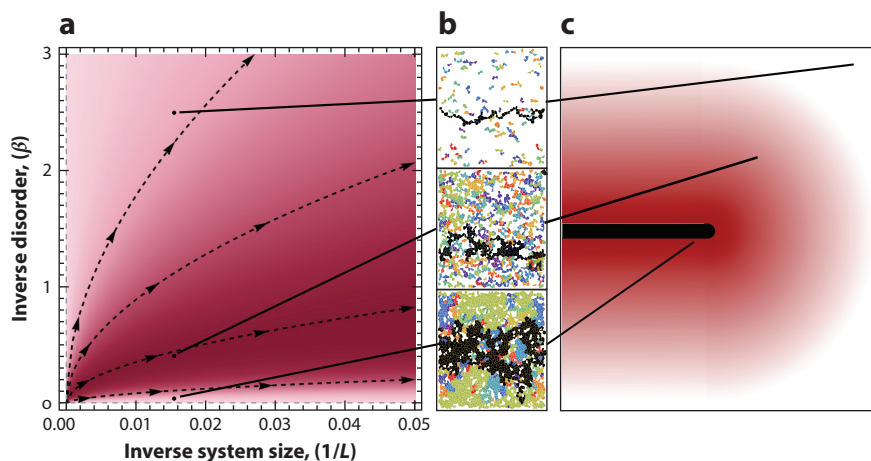 a
b
c
3
2
1
0
Inverse disorder, (β)
0.00
0.01
0.02
0.03
0.04
0.05
Inverse system size, (1/L)